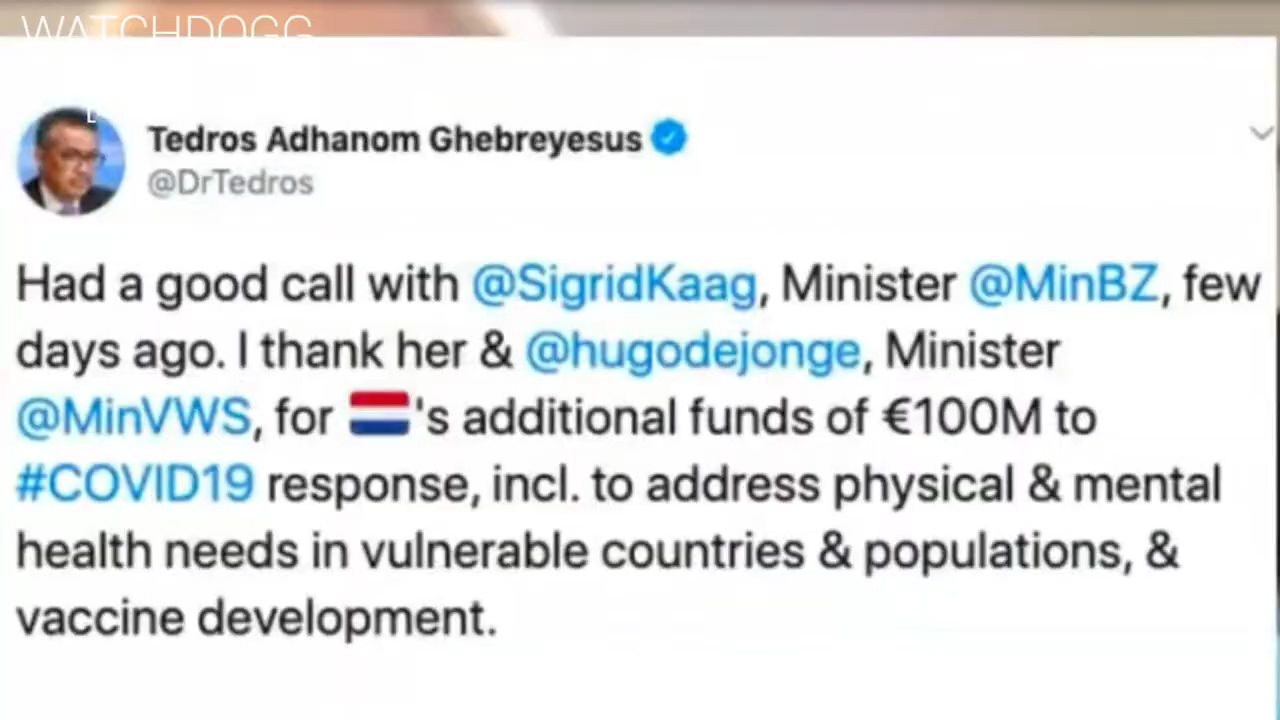 WATCHDOGG
Tedros Adhanom Ghebreyesus
@DrTedros
Had a good call with @SigridKaag, Minister @MinBZ, few
days ago. I thank her & @hugodejonge, Minister
@MinVWS, for 🇳🇱's additional funds of €100M to
#COVID19 response, incl. to address physical & mental
health needs in vulnerable countries & populations, &
vaccine development.